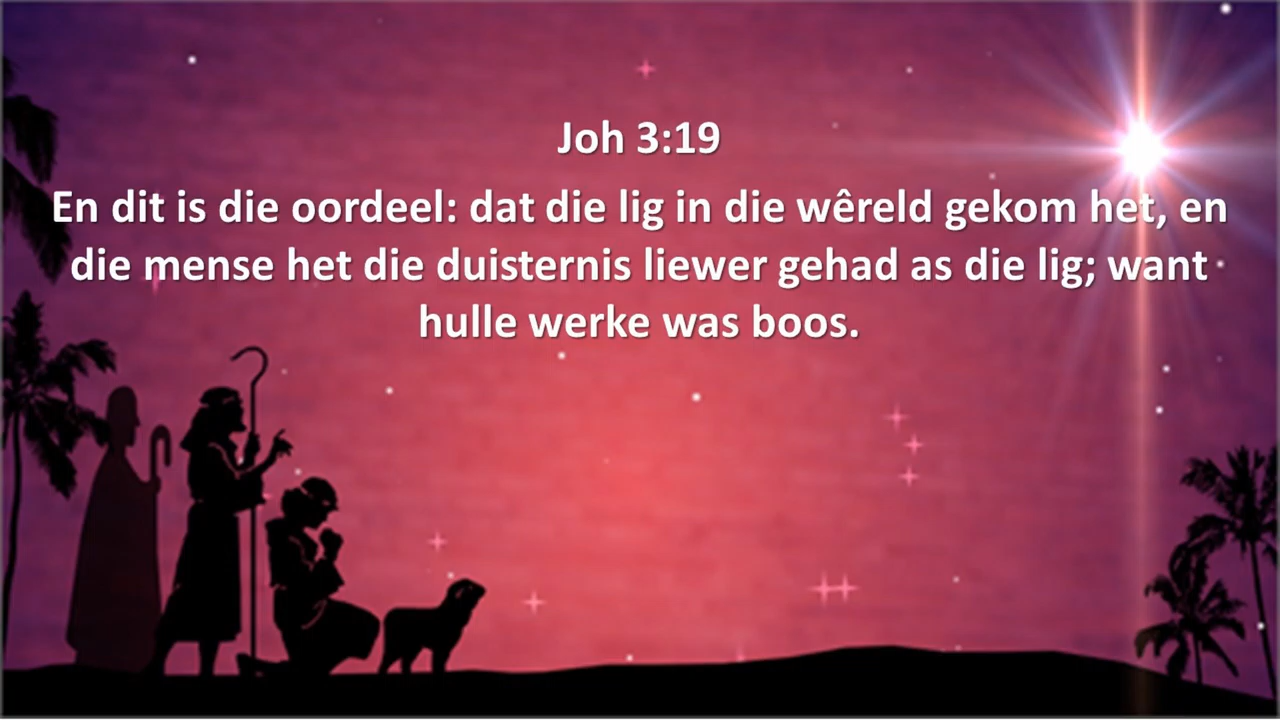 Joh 3:19
En dit is die oordeel: dat die lig in die wêreld gekom het, en
die mense het die duisternis liewer gehad as die lig; want
hulle werke was boos.